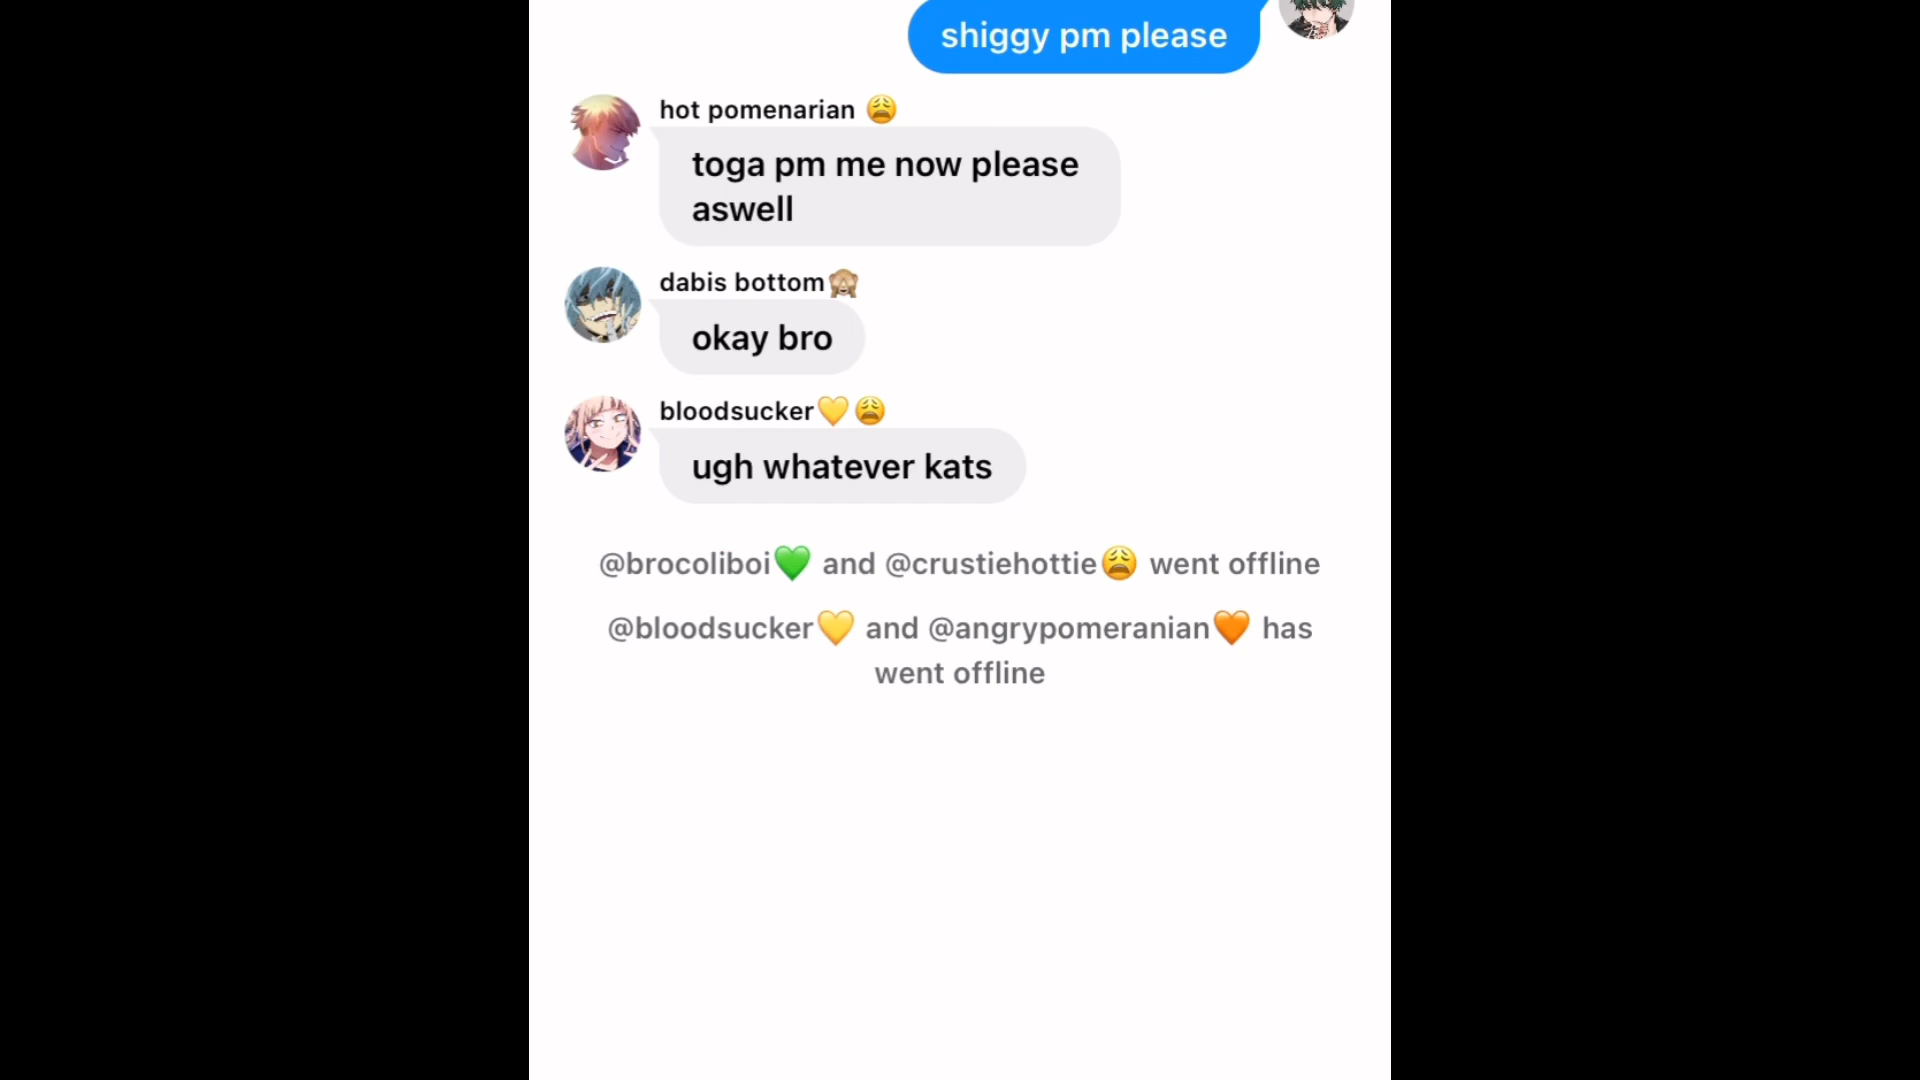 shiggy pm please
hot pomenarian 😩
toga pm me now please
aswell
dabis bottom🙈
okay bro
bloodsucker💛😩
ugh whatever kats
@brocoliboi💚 and @crustiehottie😩 went offline
@bloodsucker💛 and @angrypomeranian🧡 has
went offline